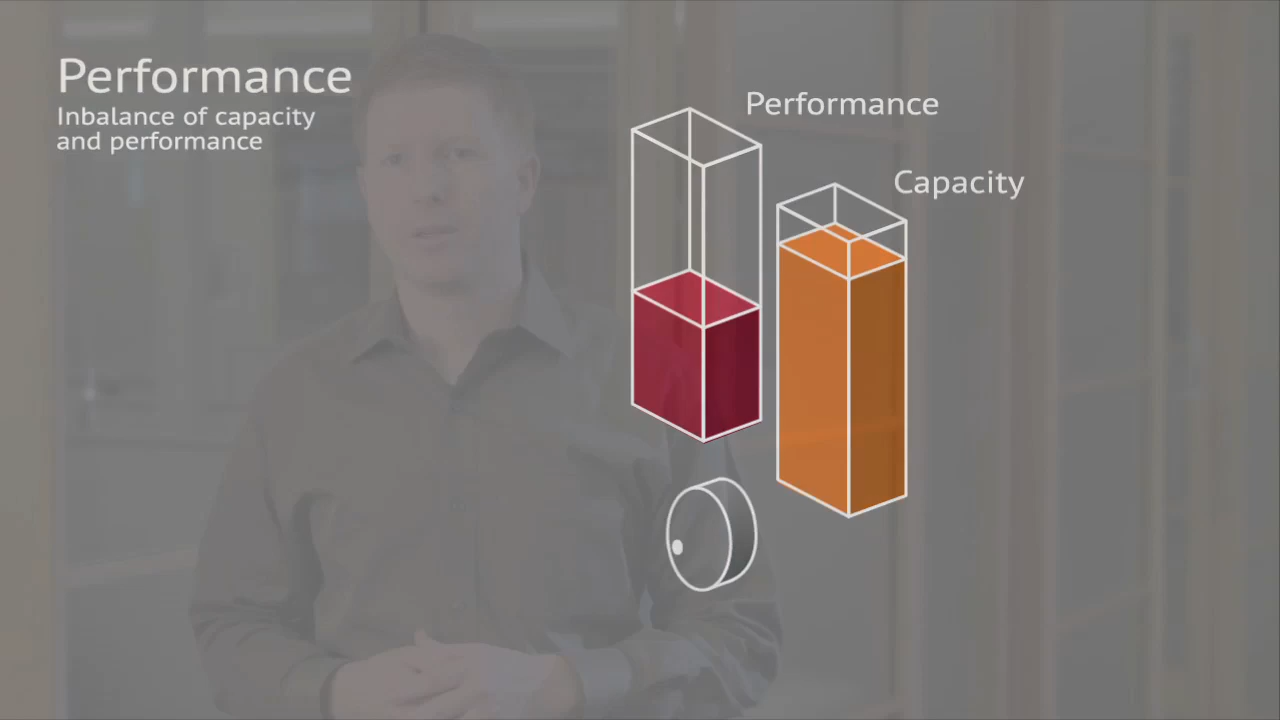 Performance
Inbalance of capacity
and performance
Performance
Capacity